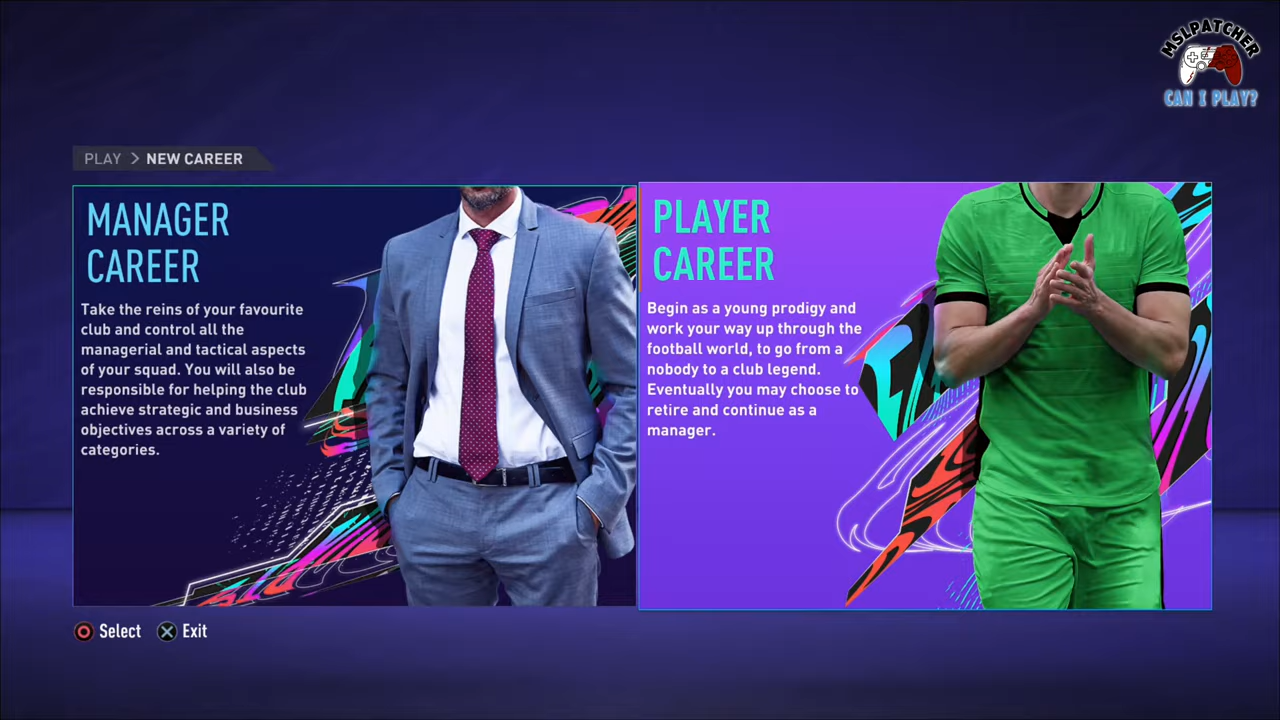 MSLPATCHER
CAN I PLAY?
PLAY > NEW CAREER
MANAGER
CAREER
Take the reins of your favourite
club and control all the
managerial and tactical aspects
of your squad. You will also be
responsible for helping the club
achieve strategic and business
objectives across a variety of
categories.
PLAYER
CAREER
Begin as a young prodigy and
work your way up through the
football world, to go from a
nobody to a club legend.
Eventually you may choose to
retire and continue as a
manager.
Select Exit